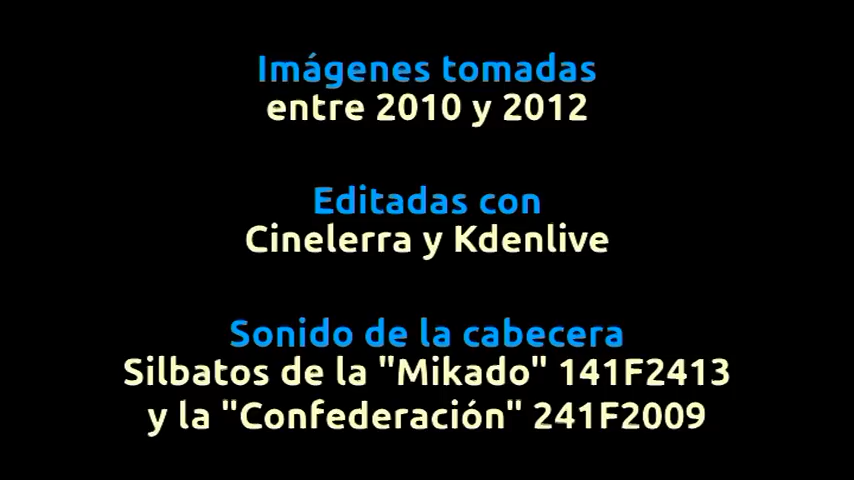 Imágenes tomadas
entre 2010 y 2012
Editadas con
Cinelerra y Kdenlive
Sonido de la cabecera
Silbatos de la "Mikado" 141F2413
y la "Confederación" 241F2009